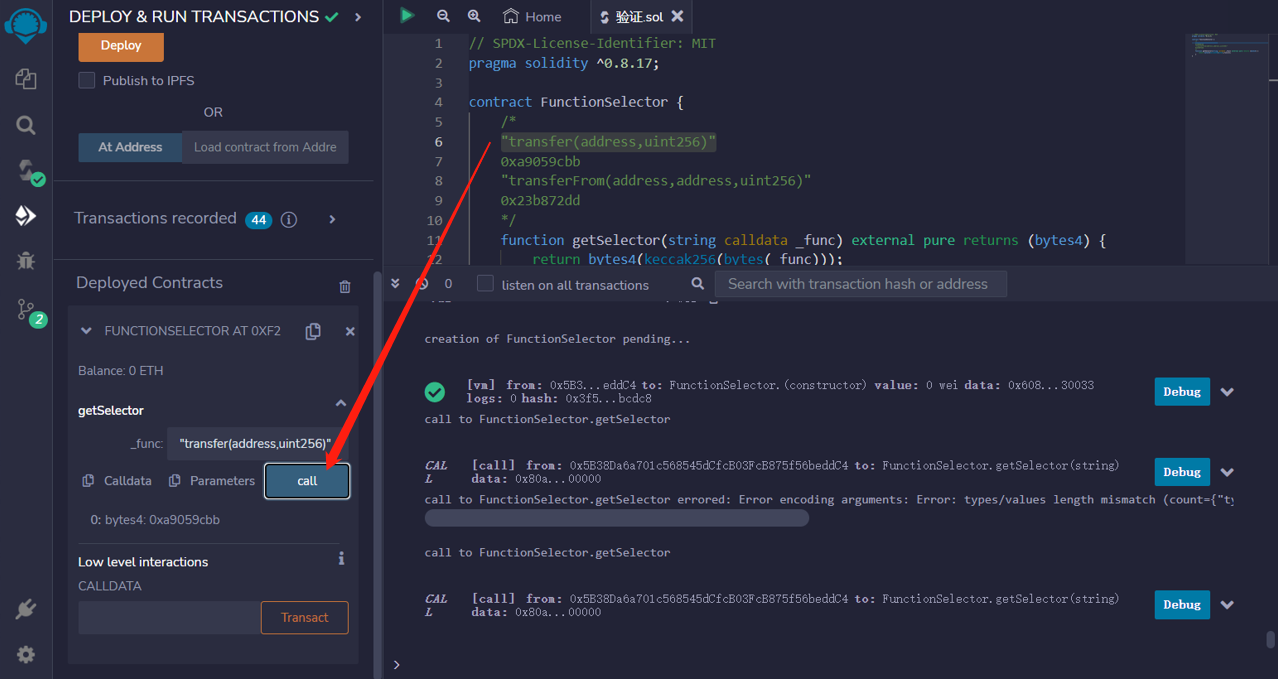 DEPLOY & RUN TRANSACTIONS
Deploy
Publish to IPFS
OR
At Address
Load contract from Addre
Transactions recorded 44
Deployed Contracts
2
FUNCTIONSELECTOR AT 0XF2
Balance: 0 ETH
getSelector
_func: "transfer(address,uint256)"
Calldata Parameters call
0: bytes4: 0xa9059cbb
Low level interactions
CALLDATA
Transact
Home
验证.sol
1 // SPDX-License-Identifier: MIT
2 pragma solidity ^0.8.17;
3
4 contract FunctionSelector {
5 /*
6 "transfer(address,uint256)"
7 0xa9059cbb
8 "transferFrom(address,address,uint256)"
9 0x23b872dd
10 */
11 function getSelector(string calldata _func) external pure returns (bytes4) {
12 return bytes4(keccak256(bytes(_func)));
0 listen on all transactions
Search with transaction hash or address
creation of FunctionSelector pending...
[vm] from: 0x5B3...eddC4 to: FunctionSelector.(constructor) value: 0 wei data: 0x608...30033
logs: 0 hash: 0x3f5...bcdc8
Debug
call to FunctionSelector.getSelector
CALL [call] from: 0x5B38Da6a701c568545dCfcB03FcB875f56beddC4 to: FunctionSelector.getSelector(string)
data: 0x80a...00000
Debug
call to FunctionSelector.getSelector errored: Error encoding arguments: Error: types/values length mismatch (count={"ty
call to FunctionSelector.getSelector
CALL [call] from: 0x5B38Da6a701c568545dCfcB03FcB875f56beddC4 to: FunctionSelector.getSelector(string)
data: 0x80a...00000
Debug
>